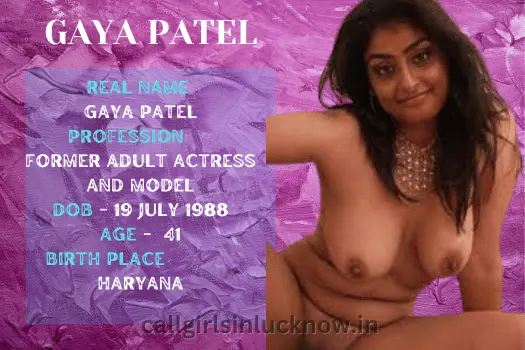 GAYA PATEL
REAL NAME
GAYA PATEL
PROFESSION
FORMER ADULT ACTRESS
AND MODEL
DOB - 19 JULY 1988
AGE - 41
BIRTH PLACE
HARYANA
callgirlsinlucknow.in